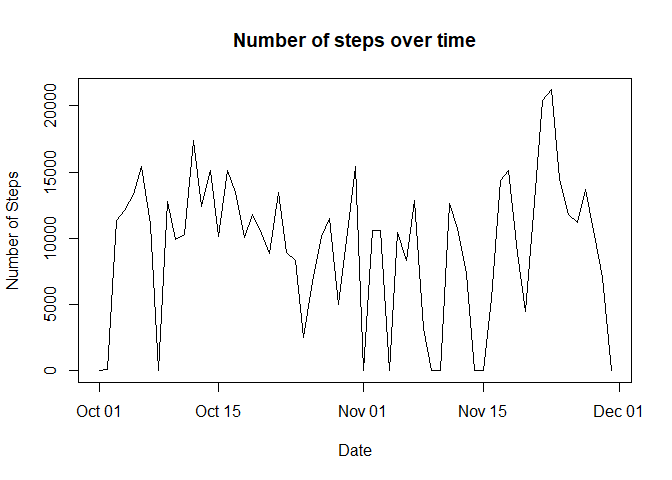 Number of steps over time
Number of Steps
20000
15000
10000
5000
0
Oct 01 Oct 15 Nov 01 Nov 15 Dec 01
Date